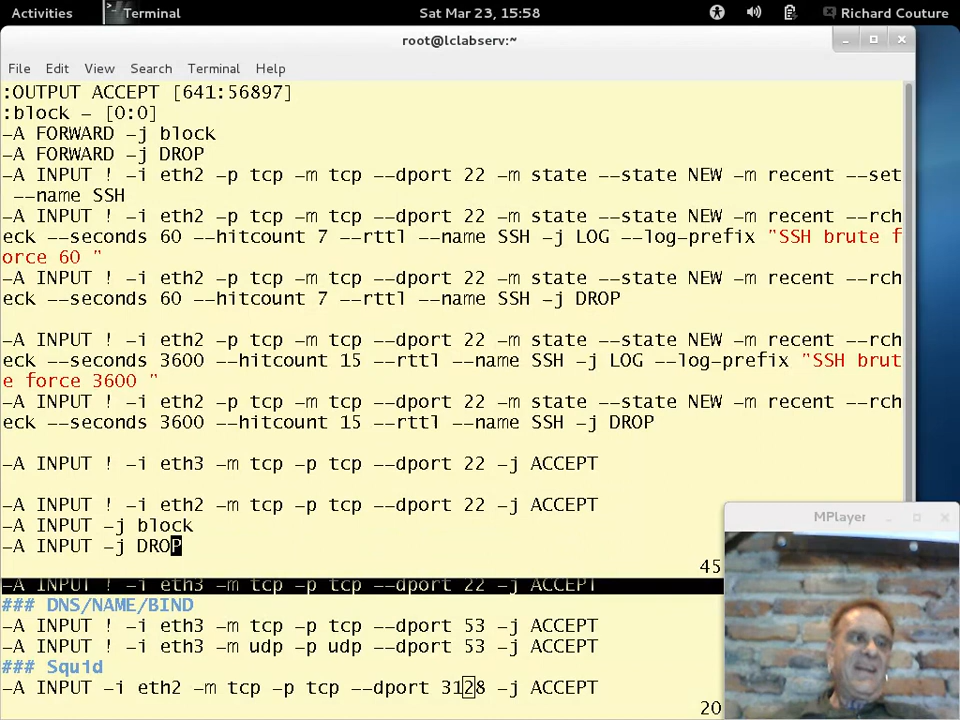 Activities Terminal Sat Mar 23, 15:58 Richard Couture
root@lclabserv:~
File Edit View Search Terminal Help
:OUTPUT ACCEPT [641:56897]
:block - [0:0]
-A FORWARD -j block
-A FORWARD -j DROP
-A INPUT ! -i eth2 -p tcp -m tcp --dport 22 -m state --state NEW -m recent --set
--name SSH
-A INPUT ! -i eth2 -p tcp -m tcp --dport 22 -m state --state NEW -m recent --rch
eck --seconds 60 --hitcount 7 --rttl --name SSH -j LOG --log-prefix "SSH brute f
orce 60 "
-A INPUT ! -i eth2 -p tcp -m tcp --dport 22 -m state --state NEW -m recent --rch
eck --seconds 60 --hitcount 7 --rttl --name SSH -j DROP
-A INPUT ! -i eth2 -p tcp -m tcp --dport 22 -m state --state NEW -m recent --rch
eck --seconds 3600 --hitcount 15 --rttl --name SSH -j LOG --log-prefix "SSH brut
e force 3600 "
-A INPUT ! -i eth2 -p tcp -m tcp --dport 22 -m state --state NEW -m recent --rch
eck --seconds 3600 --hitcount 15 --rttl --name SSH -j DROP
-A INPUT ! -i eth3 -m tcp -p tcp --dport 22 -j ACCEPT
-A INPUT ! -i eth2 -m tcp -p tcp --dport 22 -j ACCEPT
-A INPUT -j block
-A INPUT -j DROP
45
MPlayer
-A INPUT ! -i eth3 -m tcp -p tcp --dport 22 -j ACCEPT
### DNS/NAME/BIND
-A INPUT ! -i eth3 -m tcp -p tcp --dport 53 -j ACCEPT
-A INPUT ! -i eth3 -m udp -p udp --dport 53 -j ACCEPT
### Squid
-A INPUT -i eth2 -m tcp -p tcp --dport 3128 -j ACCEPT
20